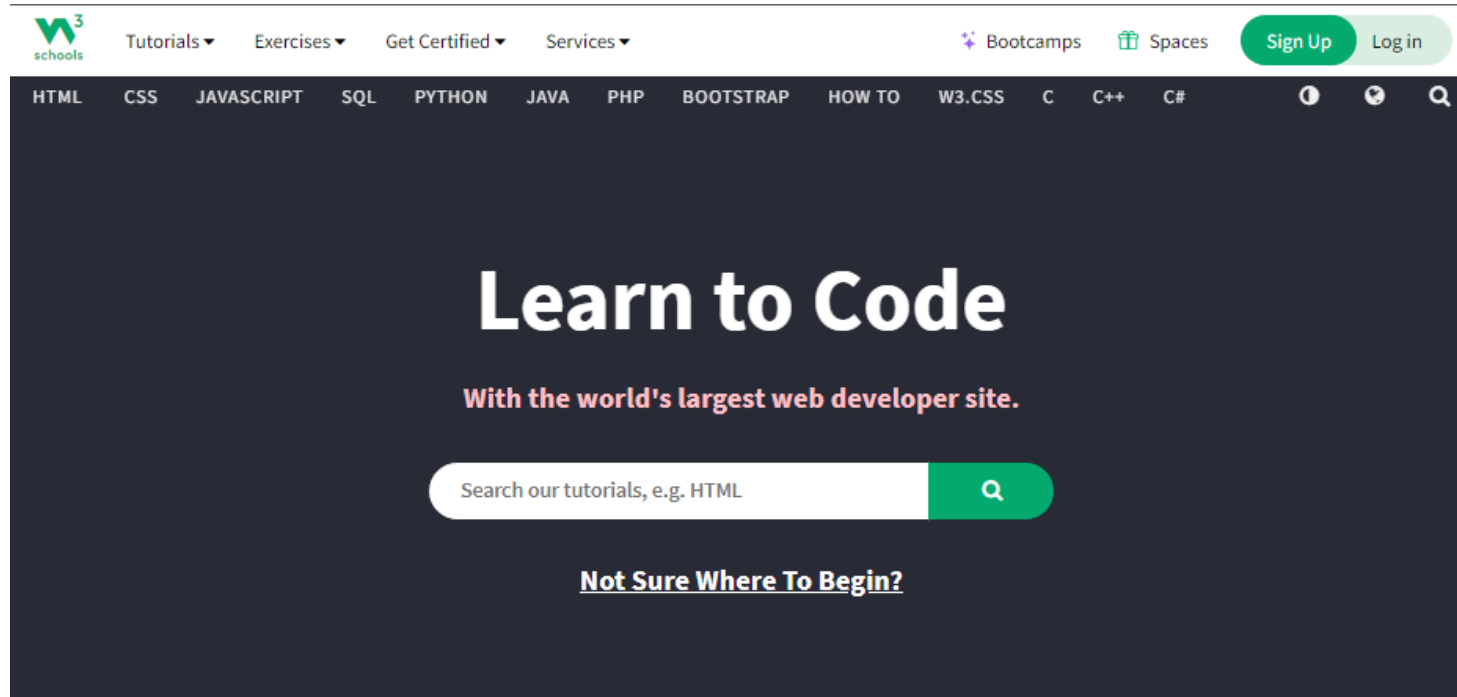 W3 schools Tutorials Exercises Get Certified Services Bootcamps Spaces Sign Up Log in
HTML CSS JAVASCRIPT SQL PYTHON JAVA PHP BOOTSTRAP HOW TO W3.CSS C C++ C#
Learn to Code
With the world's largest web developer site.
Search our tutorials, e.g. HTML
Not Sure Where To Begin?